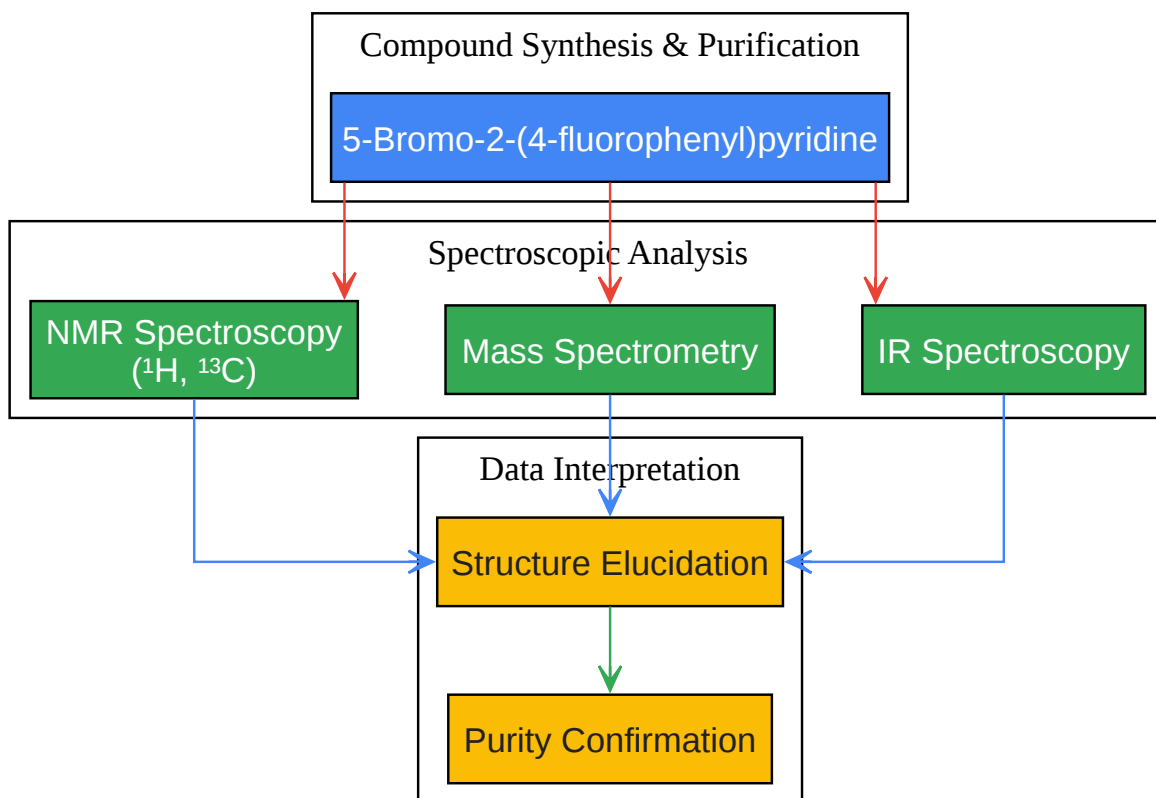 Compound Synthesis & Purification
5-Bromo-2-(4-fluorophenyl)pyridine
Spectroscopic Analysis
NMR Spectroscopy
(¹H, ¹³C)
Mass Spectrometry
IR Spectroscopy
Data Interpretation
Structure Elucidation
Purity Confirmation